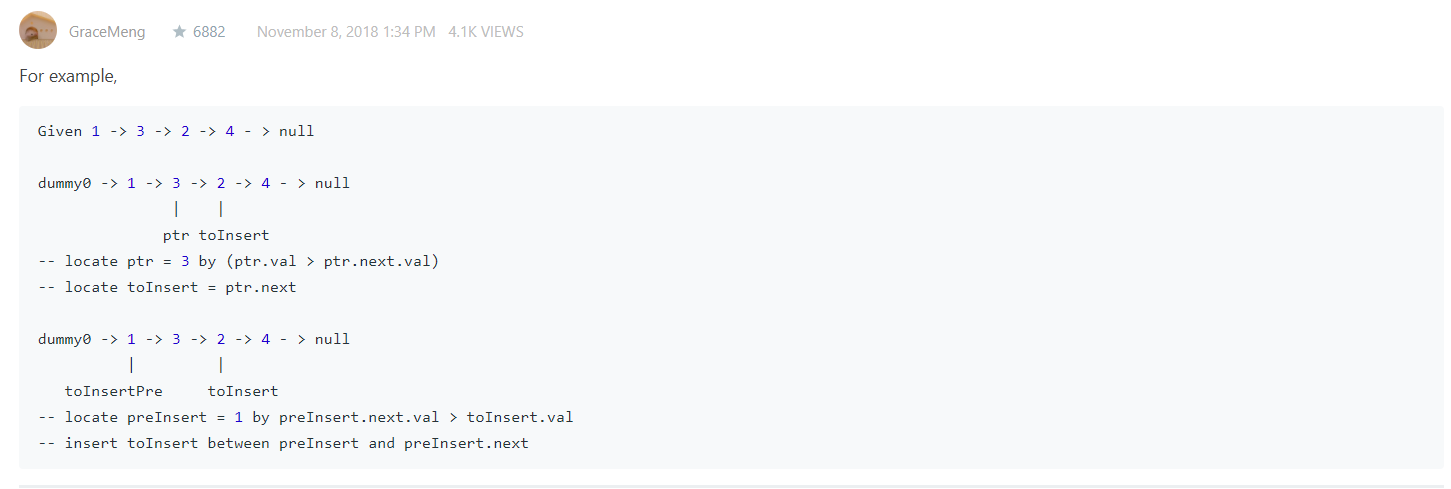 GraceMeng ★ 6882 November 8, 2018 1:34 PM 4.1K VIEWS
For example,
Given 1 -> 3 -> 2 -> 4 - > null
dummy0 -> 1 -> 3 -> 2 -> 4 - > null
| |
ptr toInsert
-- locate ptr = 3 by (ptr.val > ptr.next.val)
-- locate toInsert = ptr.next
dummy0 -> 1 -> 3 -> 2 -> 4 - > null
| |
toInsertPre toInsert
-- locate preInsert = 1 by preInsert.next.val > toInsert.val
-- insert toInsert between preInsert and preInsert.next